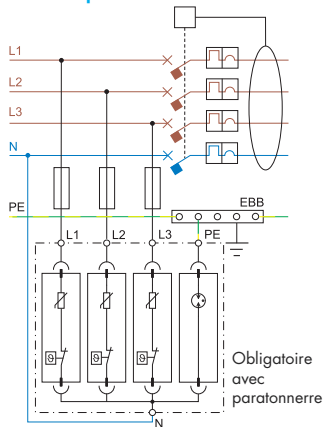 L1
L2
L3
N
PE
EBB
L1
L2
L3
PE
ϑ
ϑ
ϑ
Obligatoire
avec
paratonnerre
N